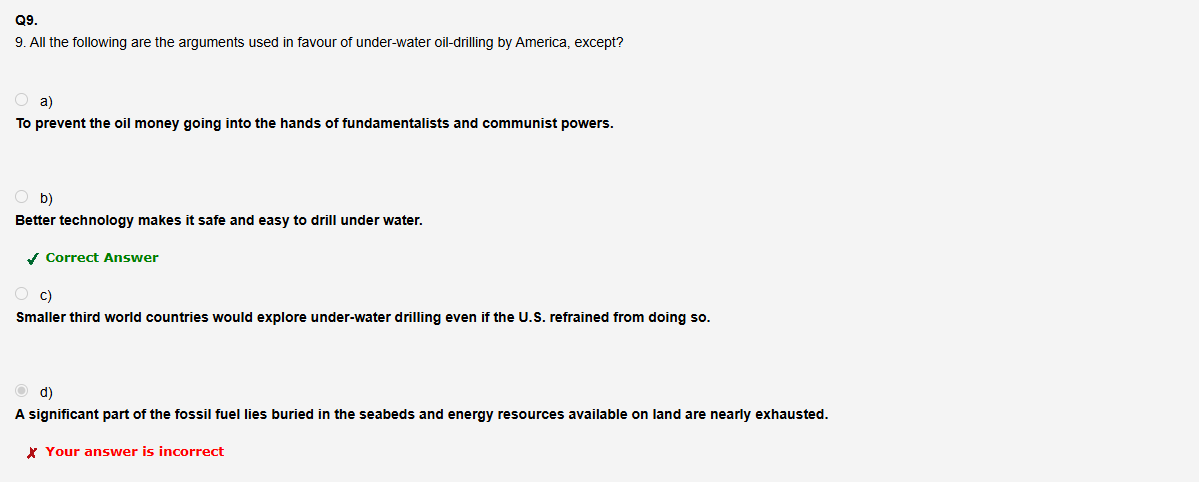 Q9.
9. All the following are the arguments used in favour of under-water oil-drilling by America, except?
a)
To prevent the oil money going into the hands of fundamentalists and communist powers.
b)
Better technology makes it safe and easy to drill under water.
✓ Correct Answer
c)
Smaller third world countries would explore under-water drilling even if the U.S. refrained from doing so.
d)
A significant part of the fossil fuel lies buried in the seabeds and energy resources available on land are nearly exhausted.
✗ Your answer is incorrect